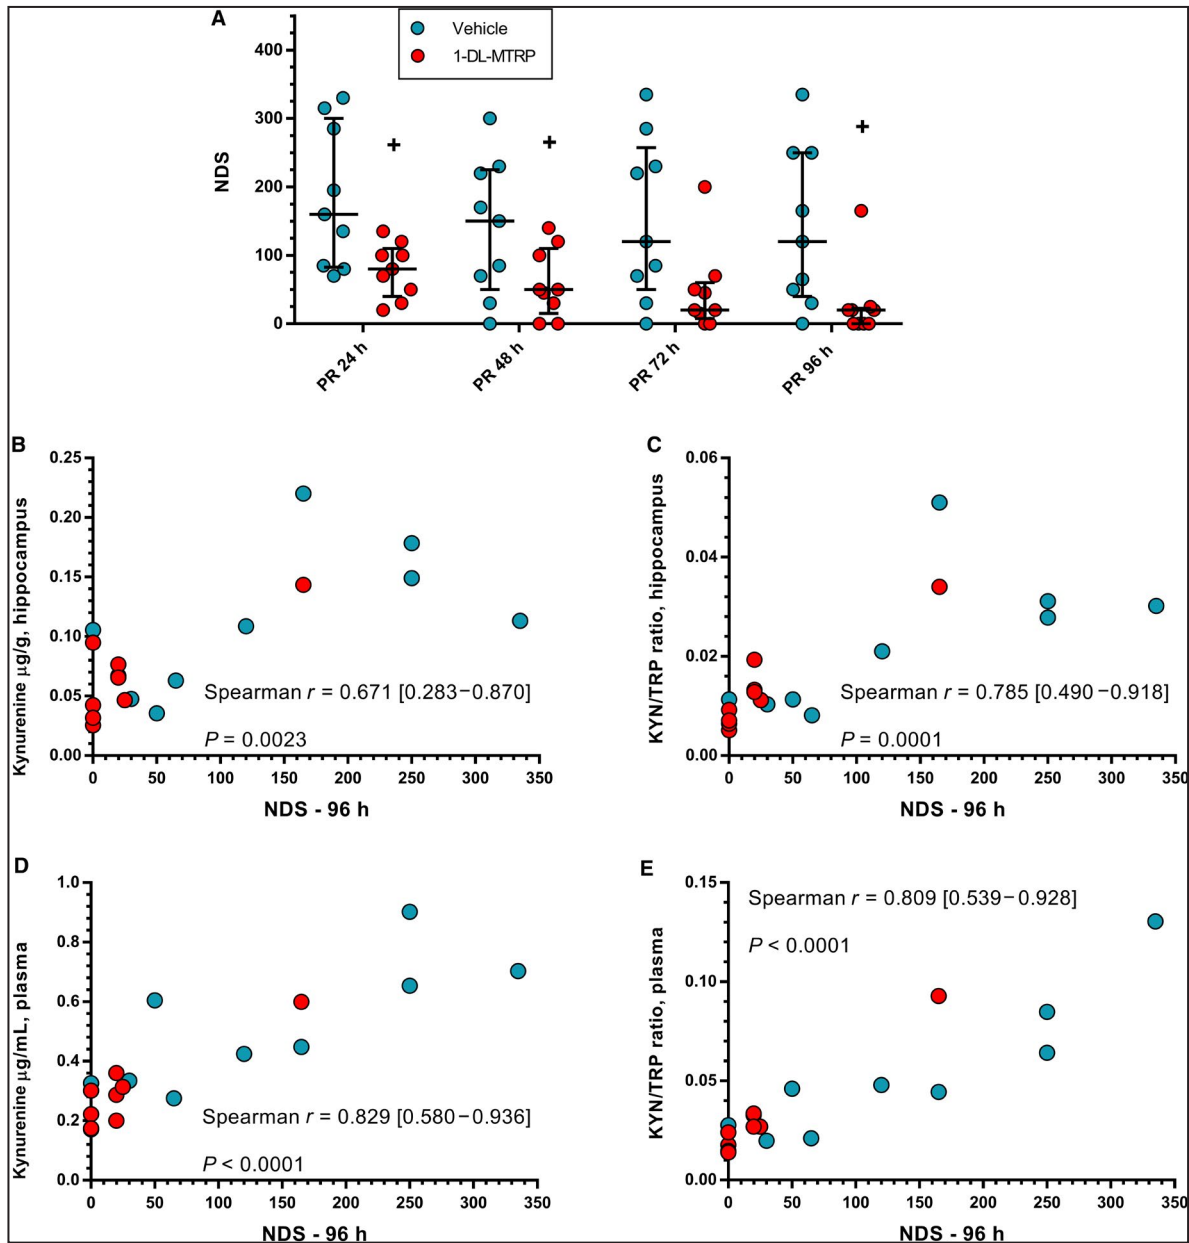 A
Vehicle
1-DL-MTRP
NDS
400
300
200
100
0
+
+
+
PR 24 h
PR 48 h
PR 72 h
PR 96 h
B
Kynurenine μg/g, hippocampus
0.25
0.20
0.15
0.10
0.05
0.00
Spearman r = 0.671 [0.283–0.870]
P = 0.0023
0 50 100 150 200 250 300 350
NDS - 96 h
C
KYN/TRP ratio, hippocampus
0.06
0.04
0.02
0.00
Spearman r = 0.785 [0.490–0.918]
P = 0.0001
0 50 100 150 200 250 300 350
NDS - 96 h
D
Kynurenine μg/mL, plasma
1.0
0.8
0.6
0.4
0.2
0.0
Spearman r = 0.829 [0.580–0.936]
P < 0.0001
0 50 100 150 200 250 300 350
NDS - 96 h
E
KYN/TRP ratio, plasma
0.15
0.10
0.05
0.00
Spearman r = 0.809 [0.539–0.928]
P < 0.0001
0 50 100 150 200 250 300 350
NDS - 96 h